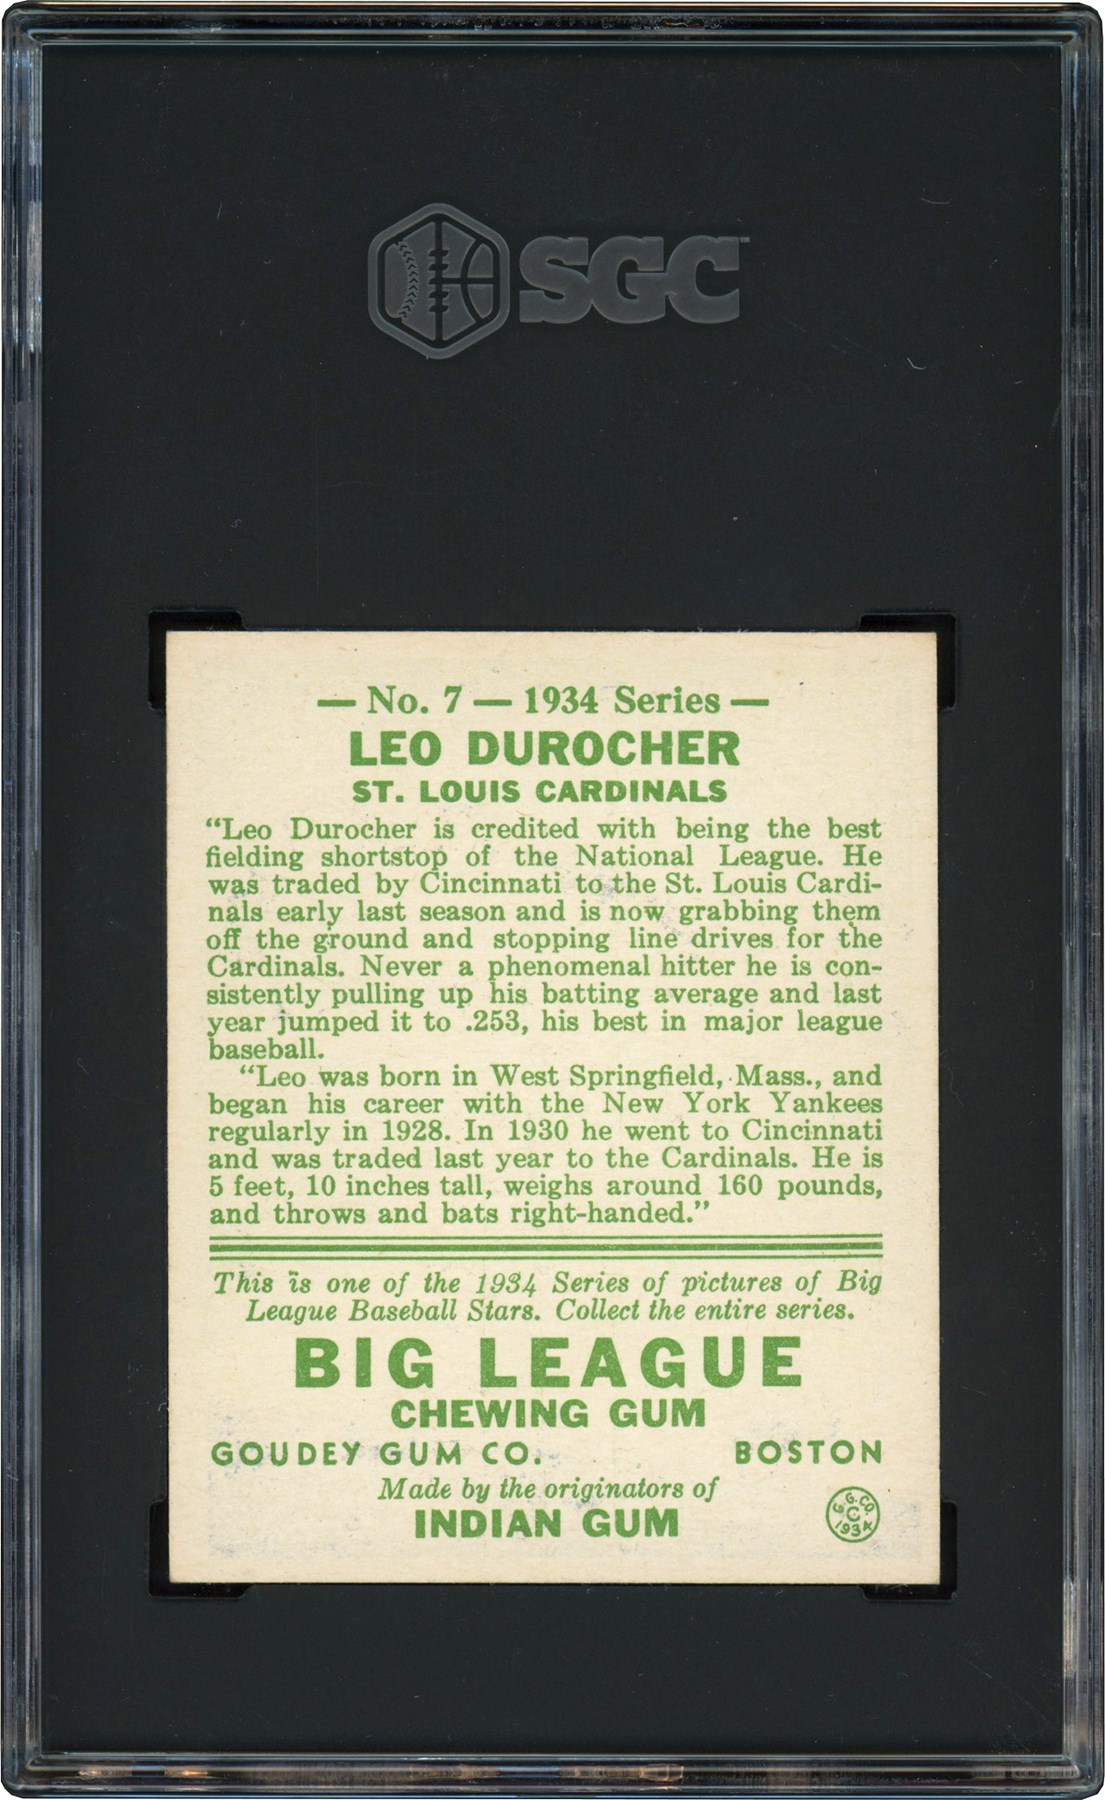 SGC
— No. 7 — 1934 Series —
LEO DUROCHER
ST. LOUIS CARDINALS
“Leo Durocher is credited with being the best
fielding shortstop of the National League. He
was traded by Cincinnati to the St. Louis Cardi-
nals early last season and is now grabbing them
off the ground and stopping line drives for the
Cardinals. Never a phenomenal hitter he is con-
sistently pulling up his batting average and last
year jumped it to .253, his best in major league
baseball.
“Leo was born in West Springfield, Mass., and
began his career with the New York Yankees
regularly in 1928. In 1930 he went to Cincinnati
and was traded last year to the Cardinals. He is
5 feet, 10 inches tall, weighs around 160 pounds,
and throws and bats right-handed.”
This is one of the 1934 Series of pictures of Big
League Baseball Stars. Collect the entire series.
BIG LEAGUE
CHEWING GUM
GOUDEY GUM CO. BOSTON
Made by the originators of
INDIAN GUM
G.G.CO.
C
1934